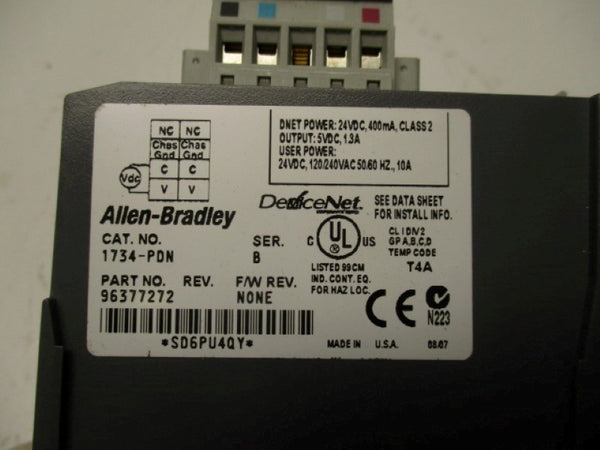 NC NC
Chas Chas
Gnd Gnd
Vdc C C
V V
DNET POWER: 24VDC, 400mA, CLASS 2
OUTPUT: 5VDC, 1.3A
USER POWER:
24VDC, 120/240VAC 50/60 HZ., 10A
Allen-Bradley
DeviceNet
SEE DATA SHEET
FOR INSTALL INFO.
CAT. NO. SER.
1734-PDN B
C UL US
LISTED 99CM
IND. CONT. EQ.
FOR HAZ LOC.
CL I DIV 2
GP A,B,C,D
TEMP CODE
T4A
PART NO. REV. F/W REV.
96377272 NONE
CE
N223
*SD6PU4QY*
MADE IN U.S.A. 08/07